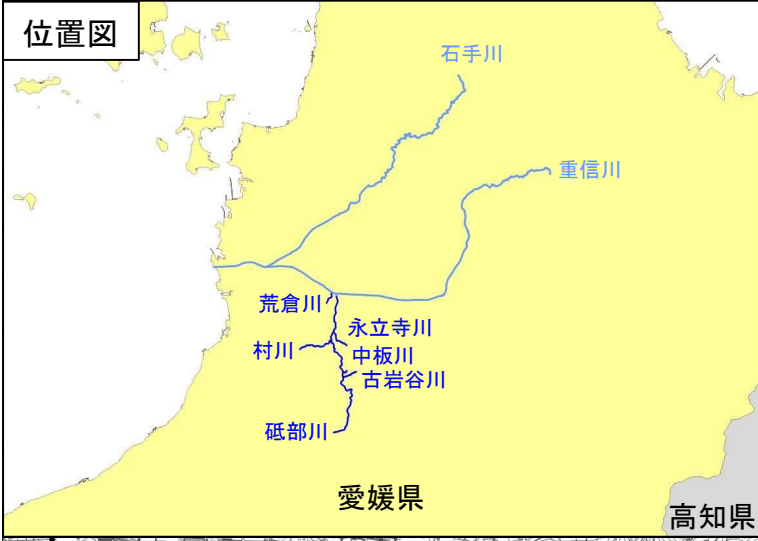 位置図
石手川
重信川
荒倉川
永立寺川
村川
中板川
古岩谷川
砥部川
愛媛県
高知県